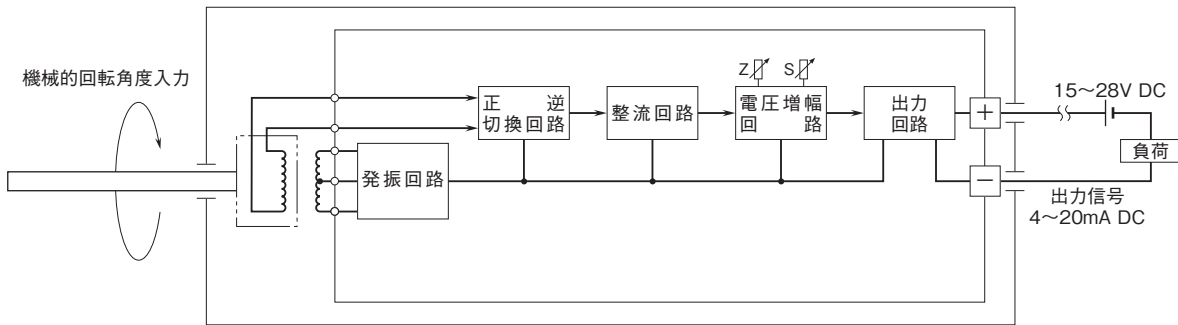 機械的回転角度入力
正 逆
切換回路
整流回路
Z
S
電圧増幅
回 路
出力
回路
発振回路
+
−
15〜28V DC
負荷
出力信号
4〜20mA DC